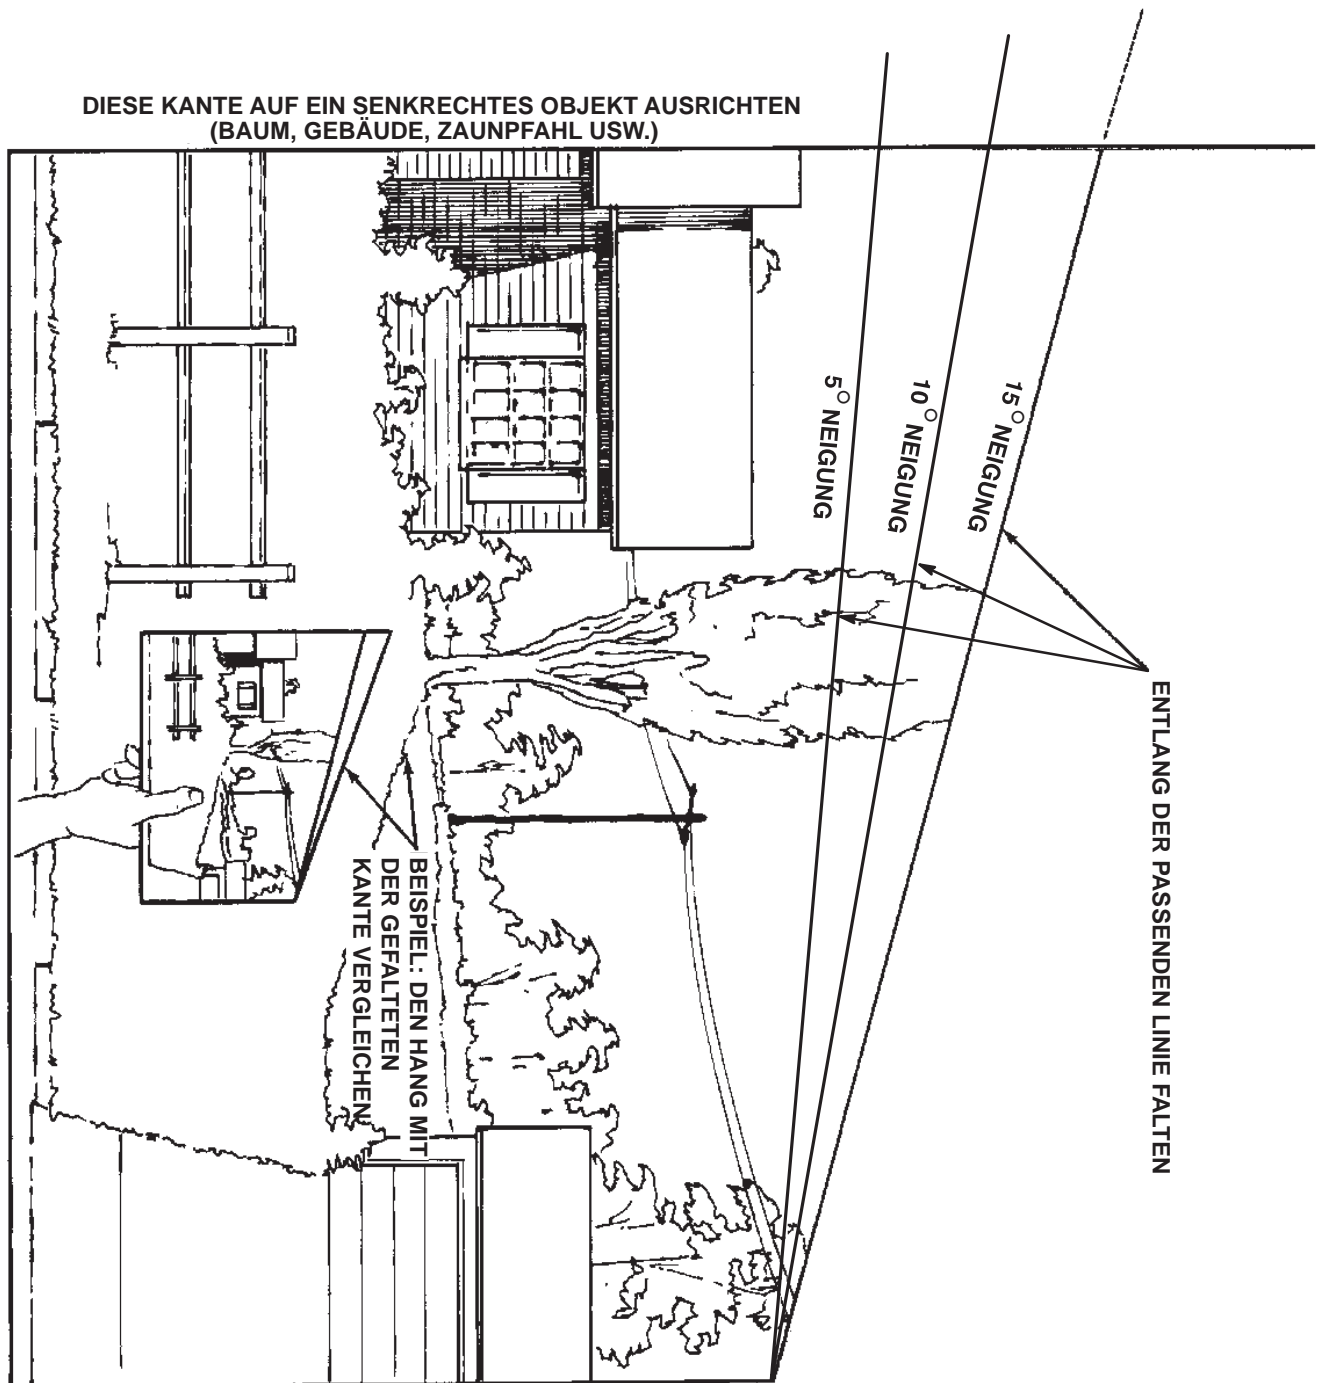 DIESE KANTE AUF EIN SENKRECHTES OBJEKT AUSRICHTEN
(BAUM, GEBÄUDE, ZAUNPFAHL USW.)
15° NEIGUNG
10° NEIGUNG
5° NEIGUNG
ENTLANG DER PASSENDEN LINIE FALTEN
BEISPIEL: DEN HANG MIT
DER GEFALTETEN
KANTE VERGLEICHEN